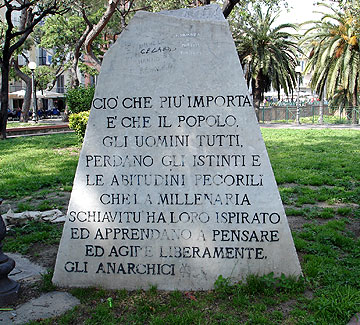 CIO' CHE PIU' IMPORTA
E' CHE IL POPOLO,
GLI UOMINI TUTTI,
PERDANO GLI ISTINTI E
LE ABITUDINI PECORILI
CHE LA MILLENARIA
SCHIAVITU' HA LORO ISPIRATO
ED APPRENDANO A PENSARE
ED AGIRE LIBERAMENTE.
GLI ANARCHICI